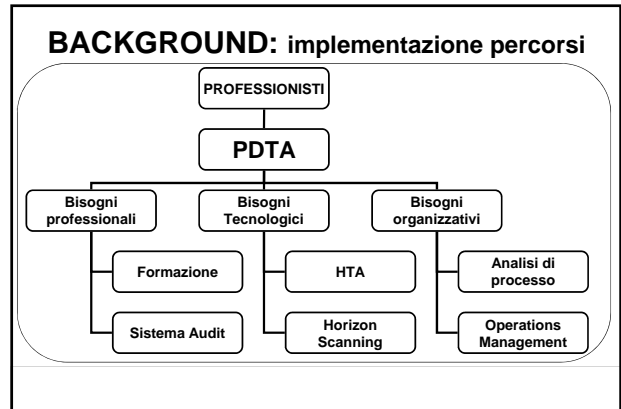 BACKGROUND: implementazione percorsi
PROFESSIONISTI
PDTA
Bisogni
professionali
Bisogni
Tecnologici
Bisogni
organizzativi
Formazione
HTA
Analisi di
processo
Sistema Audit
Horizon
Scanning
Operations
Management